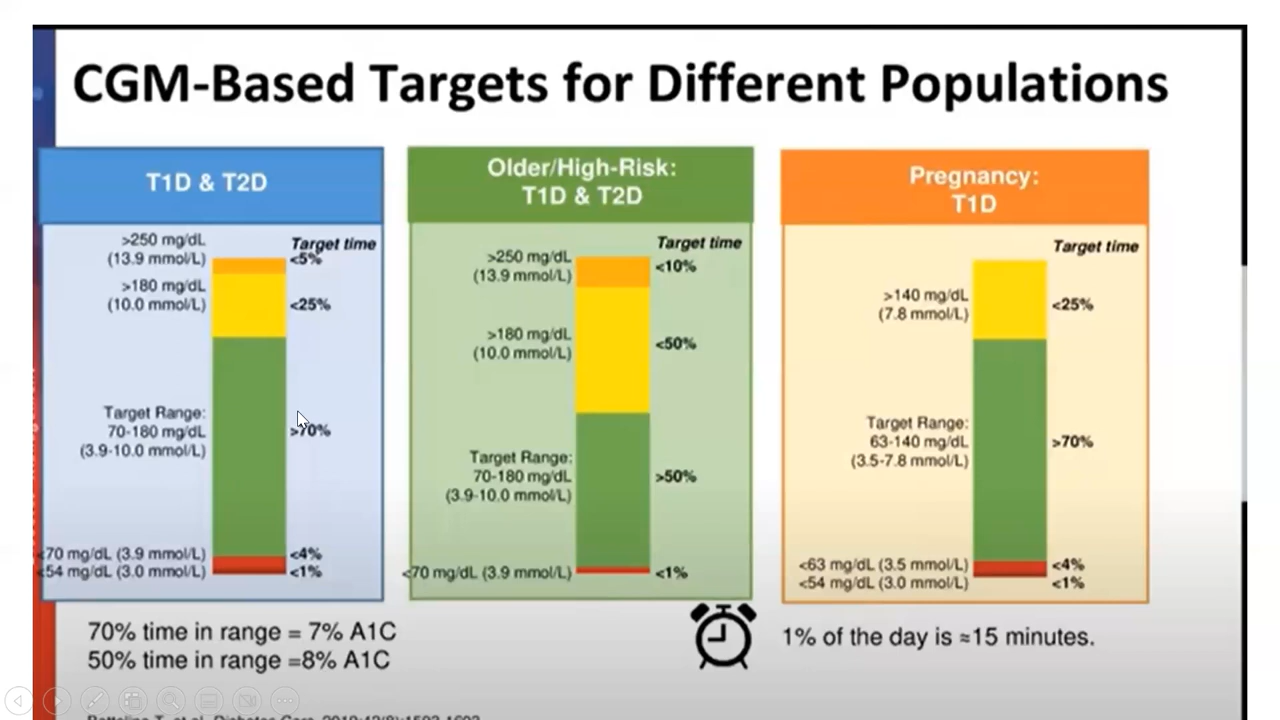 CGM-Based Targets for Different Populations
T1D & T2D
>250 mg/dL
(13.9 mmol/L)
Target time
<5%
>180 mg/dL
(10.0 mmol/L)
<25%
Target Range:
70-180 mg/dL
(3.9-10.0 mmol/L)
>70%
<70 mg/dL (3.9 mmol/L)
<4%
<54 mg/dL (3.0 mmol/L)
<1%
Older/High-Risk:
T1D & T2D
Target time
>250 mg/dL
(13.9 mmol/L)
<10%
>180 mg/dL
(10.0 mmol/L)
<50%
Target Range:
70-180 mg/dL
(3.9-10.0 mmol/L)
>50%
<70 mg/dL (3.9 mmol/L)
<1%
Pregnancy:
T1D
Target time
>140 mg/dL
(7.8 mmol/L)
<25%
Target Range:
63-140 mg/dL
(3.5-7.8 mmol/L)
>70%
<63 mg/dL (3.5 mmol/L)
<4%
<54 mg/dL (3.0 mmol/L)
<1%
70% time in range = 7% A1C
50% time in range =8% A1C
1% of the day is ≈15 minutes.